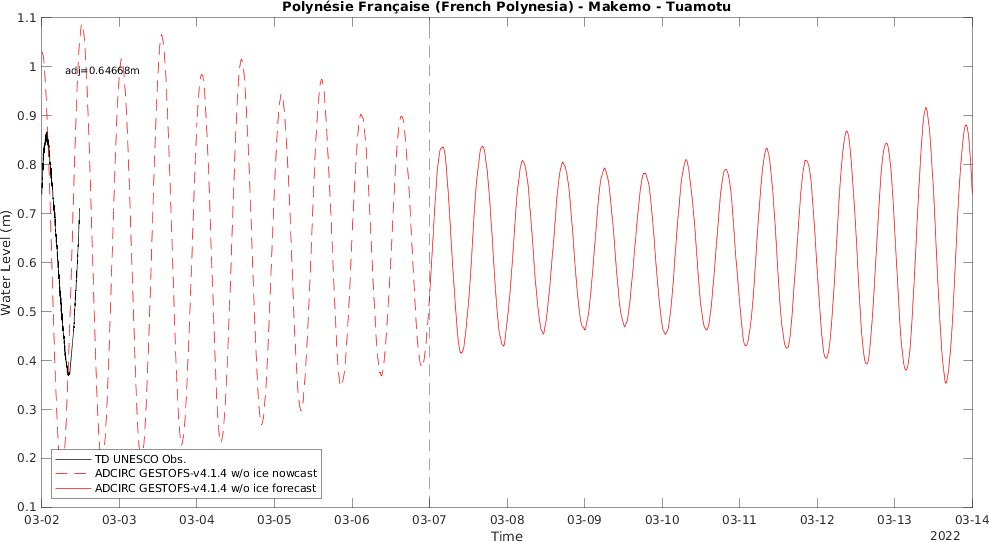 Polynésie Française (French Polynesia) - Makemo - Tuamotu
1.1
1
0.9
0.8
0.7
0.6
0.5
0.4
0.3
0.2
0.1
Water Level (m)
adj=0.64668m
TD UNESCO Obs.
ADCIRC GESTOFS-v4.1.4 w/o ice nowcast
ADCIRC GESTOFS-v4.1.4 w/o ice forecast
03-02 03-03 03-04 03-05 03-06 03-07 03-08 03-09 03-10 03-11 03-12 03-13 03-14
Time
2022